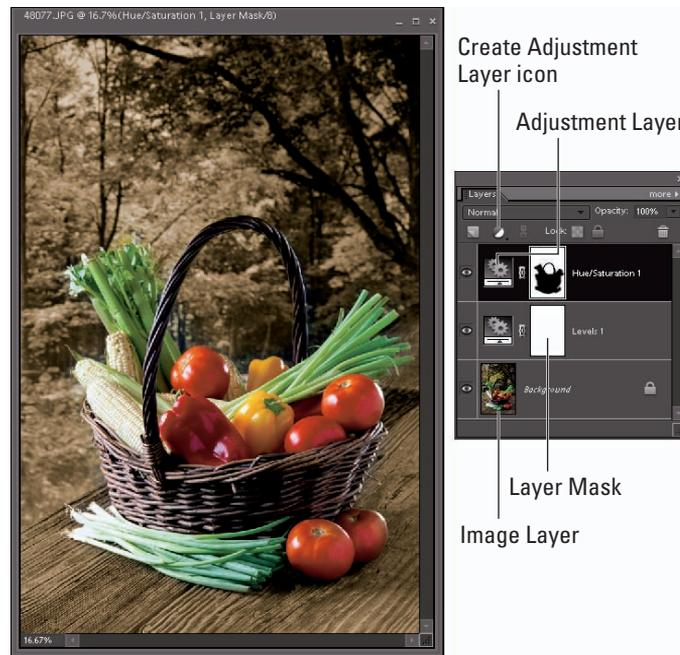 48077.JPG @ 16.7%(Hue/Saturation 1, Layer Mask/8)
16.67%
Create Adjustment
Layer icon
Adjustment Layer
Layers
more
Normal
Opacity: 100%
Lock:
Hue/Saturation 1
Levels 1
Background
Layer Mask
Image Layer